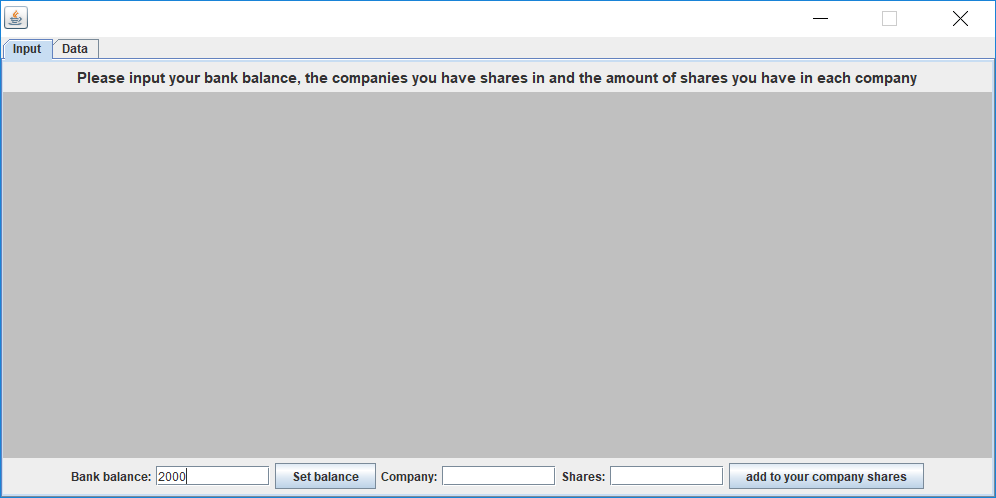 Input Data
Please input your bank balance, the companies you have shares in and the amount of shares you have in each company
Bank balance: 2000 Set balance Company: Shares: add to your company shares